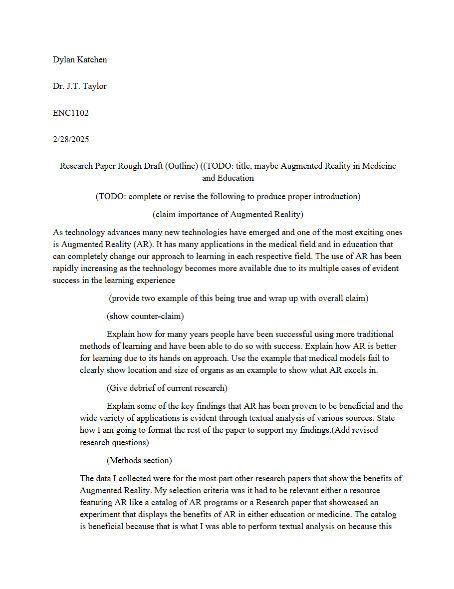 Dylan Katchen
Dr. J.T. Taylor
ENC1102
2/28/2025
Research Paper Rough Draft (Outline) ((TODO: title, maybe Augmented Reality in Medicine
and Education
(TODO: complete or revise the following to produce proper introduction)
(claim importance of Augmented Reality)
As technology advances many new technologies have emerged and one of the most exciting ones
is Augmented Reality (AR). It has many applications in the medical field and in education that
can completely change our approach to learning in each respective field. The use of AR has been
rapidly increasing as the technology becomes more available due to its multiple cases of evident
success in the learning experience
(provide two example of this being true and wrap up with overall claim)
(show counter-claim)
Explain how for many years people have been successful using more traditional
methods of learning and have been able to do so with success. Explain how AR is better
for learning due to its hands on approach. Use the example that medical models fail to
clearly show location and size of organs as an example to show what AR excels in.
(Give debrief of current research)
Explain some of the key findings that AR has been proven to be beneficial and the
wide variety of applications is evident through textual analysis of various sources. State
how I am going to format the rest of the paper to support my findings.(Add revised
research questions)
(Methods section)
The data I collected were for the most part other research papers that show the benefits of
Augmented Reality. My selection criteria was it had to be relevant either a resource
featuring AR like a catalog of AR programs or a Research paper that showcased an
experiment that displays the benefits of AR in either education or medicine. The catalog
is beneficial because that is what I was able to perform textual analysis on because this